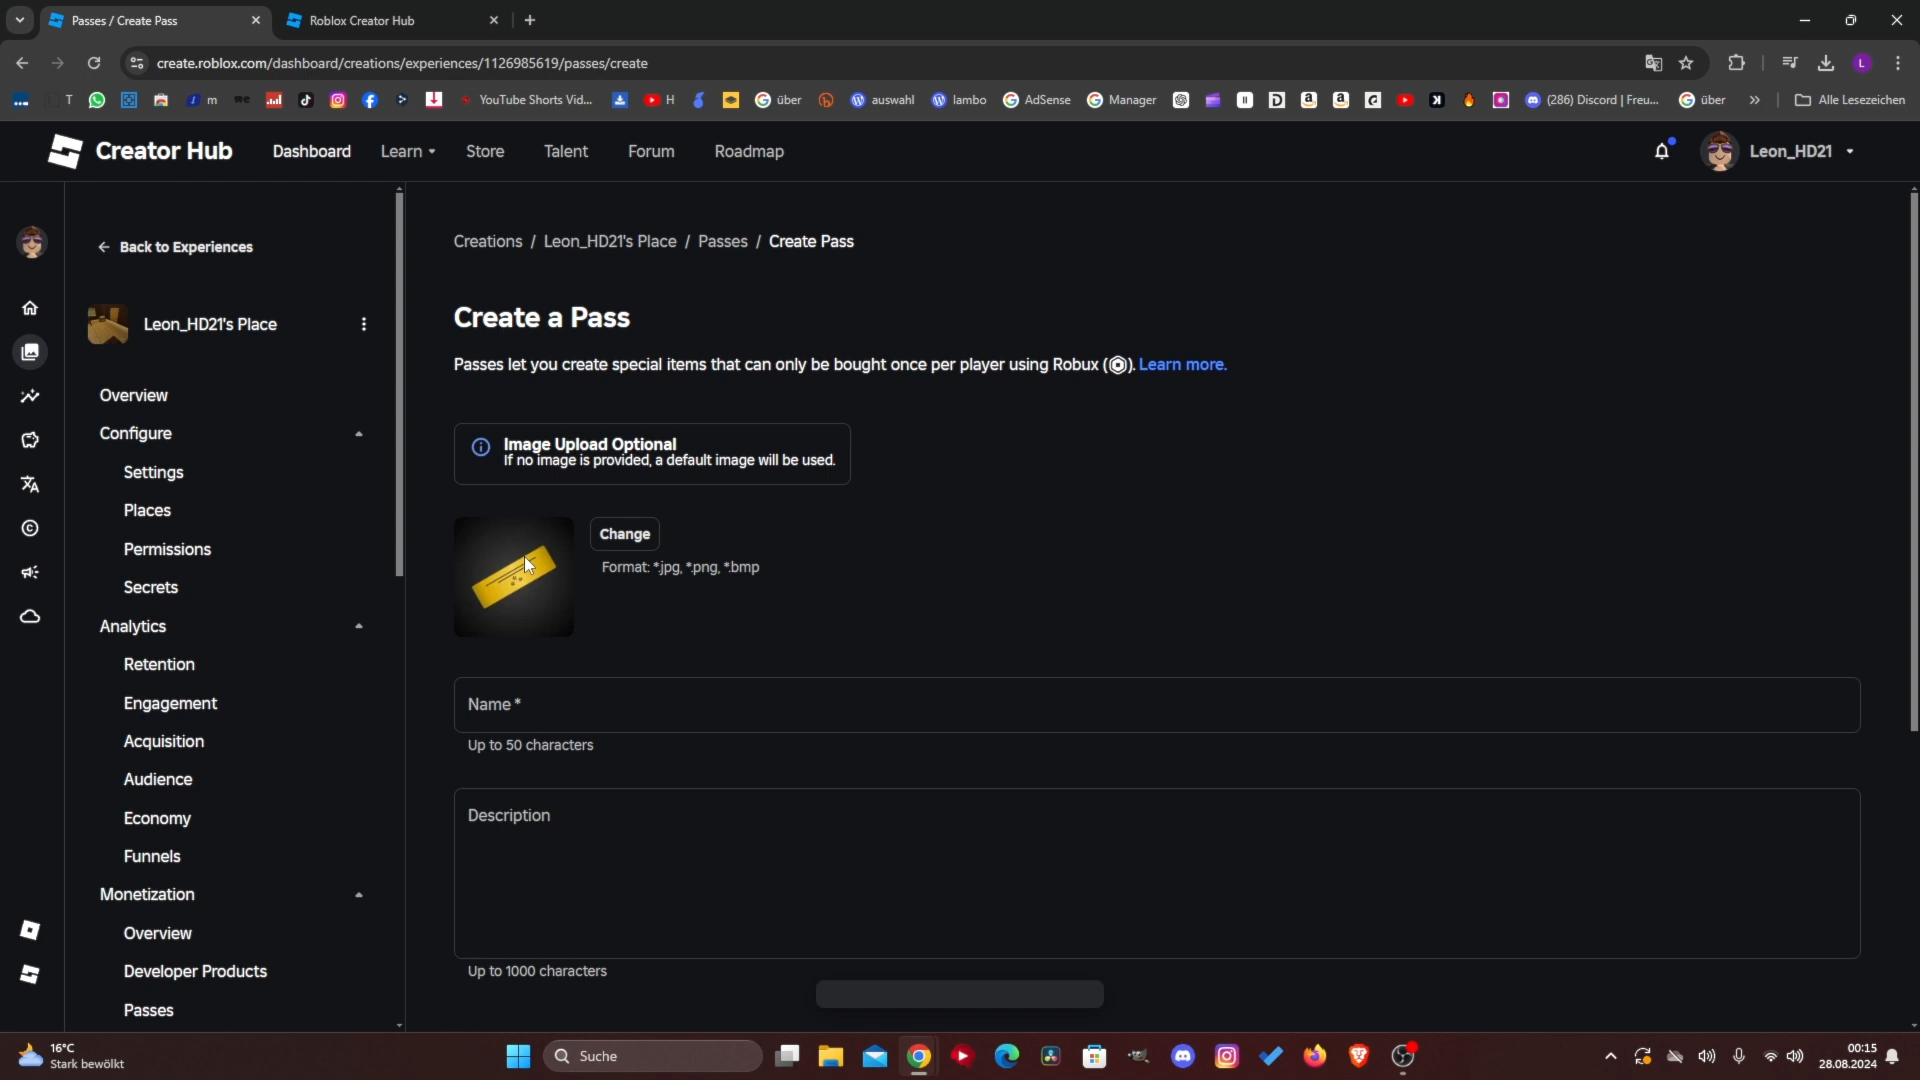 Passes / Create Pass
Roblox Creator Hub
create.roblox.com/dashboard/creations/experiences/1126985619/passes/create
L
T
m
we
YouTube Shorts Vid...
H
über
auswahl
lambo
AdSense
Manager
(286) Discord | Freu...
über
Alle Lesezeichen
Creator Hub
Dashboard
Learn
Store
Talent
Forum
Roadmap
Leon_HD21
Back to Experiences
Leon_HD21's Place
Overview
Configure
Settings
Places
Permissions
Secrets
Analytics
Retention
Engagement
Acquisition
Audience
Economy
Funnels
Monetization
Overview
Developer Products
Passes
Creations / Leon_HD21's Place / Passes / Create Pass
Create a Pass
Passes let you create special items that can only be bought once per player using Robux (). Learn more.
Image Upload Optional
If no image is provided, a default image will be used.
Change
Format: *.jpg, *.png, *.bmp
Name*
Up to 50 characters
Description
Up to 1000 characters
16°C
Stark bewölkt
Suche
00:15
28.08.2024